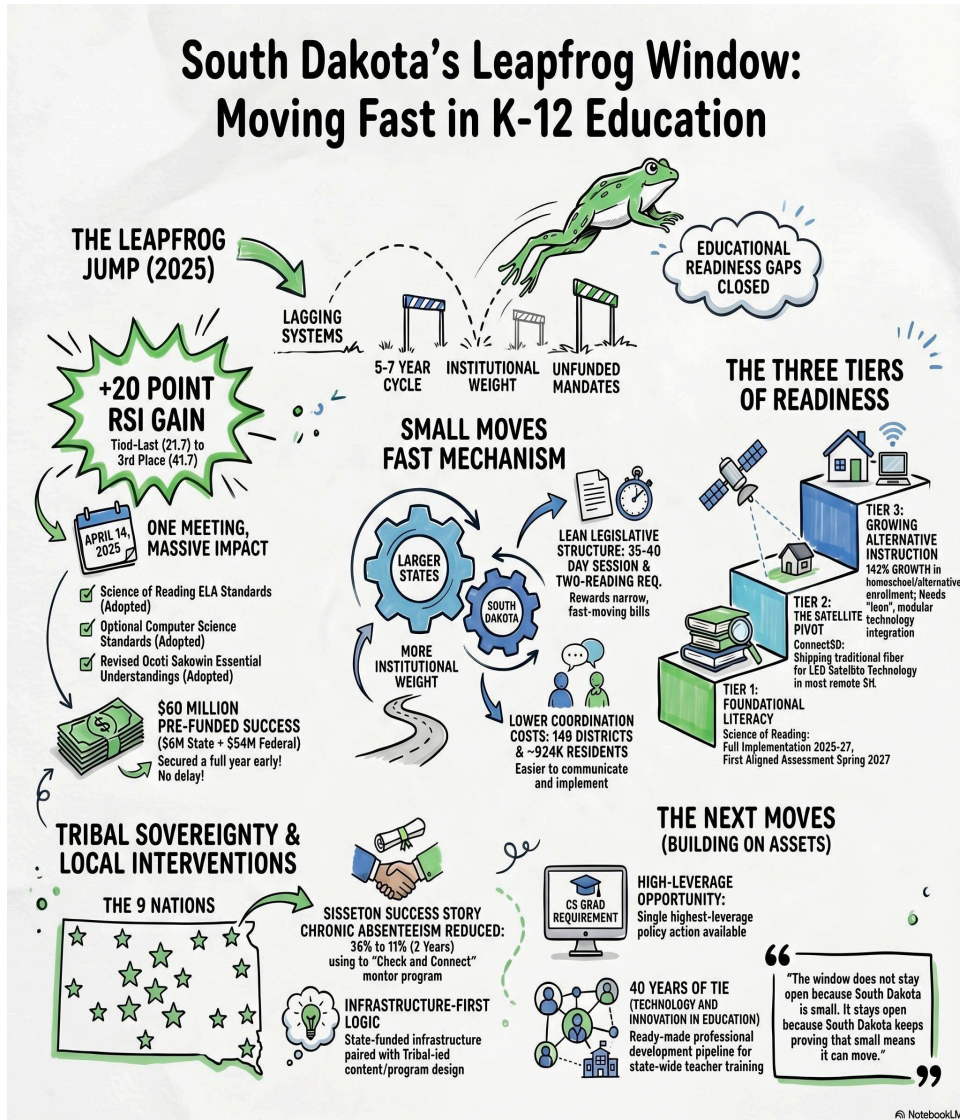 South Dakota's Leapfrog Window:
Moving Fast in K-12 Education
THE LEAPFROG
JUMP (2025)
LAGGING
SYSTEMS
5-7 YEAR
CYCLE
INSTITUTIONAL
WEIGHT
UNFUNDED
MANDATES
EDUCATIONAL
READINESS GAPS
CLOSED
+20 POINT
RSI GAIN
Tiod-Last (21.7) to
3rd Place (41.7)
APRIL 14,
2025
ONE MEETING,
MASSIVE IMPACT
Science of Reading ELA Standards
(Adopted)
Optional Computer Science
Standards (Adopted)
Revised Ocoti Sakowin Essential
Understandings (Adopted)
$60 MILLION
PRE-FUNDED SUCCESS
($6M State + $54M Federal)
Secured a full year early!
No delay!
SMALL MOVES
FAST MECHANISM
LARGER
STATES
SOUTH
DAKOTA
MORE
INSTITUTIONAL
WEIGHT
LEAN LEGISLATIVE
STRUCTURE: 35-40
DAY SESSION &
TWO-READING REQ.
Rewards narrow,
fast-moving bills
LOWER COORDINATION
COSTS: 149 DISTRICTS
& ~924K RESIDENTS
Easier to communicate
and implement
THE THREE TIERS
OF READINESS
TIER 3:
GROWING
ALTERNATIVE
INSTRUCTION
142% GROWTH in
homoschoel/alternative
enrollment; Needs
"leon", modular
technology
integration
TIER 2:
THE SATELLITE
PIVOT
ConnectSD:
Shipping traditional fiber
for LED Satelbto Technology
in most remote SH.
TIER 1:
FOUNDATIONAL
LITERACY
Science of Reading:
Full Implementation 2025-27,
First Aligned Assessment Spring 2027
TRIBAL SOVEREIGNTY &
LOCAL INTERVENTIONS
THE 9 NATIONS
SISSETON SUCCESS STORY
CHRONIC ABSENTEEISM REDUCED:
36% to 11% (2 Years)
using to "Check and Connect"
montor program
INFRASTRUCTURE-FIRST
LOGIC
State-funded infrastructure
paired with Tribal-ied
content/program design
THE NEXT MOVES
(BUILDING ON ASSETS)
CS GRAD
REQUIREMENT
HIGH-LEVERAGE
OPPORTUNITY:
Single highest-leverage
policy action available
40 YEARS OF TIE
(TECHNOLOGY AND
INNOVATION IN EDUCATION)
Ready-made professional
development pipeline for
state-wide teacher training
"The window does not stay
open because South Dakota
is small. It stays open
because South Dakota keeps
proving that small means
it can move."
NotebookLM